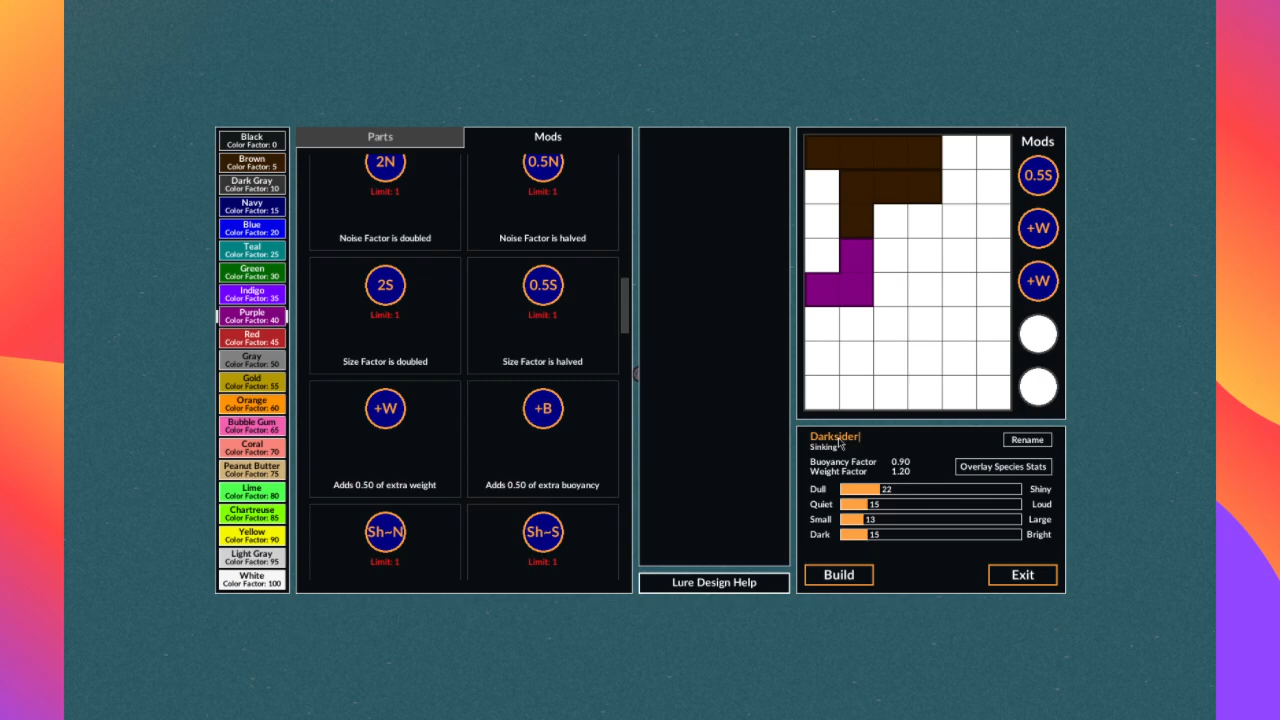 Black
Color Factor: 0
Brown
Color Factor: 5
Dark Gray
Color Factor: 10
Navy
Color Factor: 15
Blue
Color Factor: 20
Teal
Color Factor: 25
Green
Color Factor: 30
Indigo
Color Factor: 35
Purple
Color Factor: 40
Red
Color Factor: 45
Gray
Color Factor: 50
Gold
Color Factor: 55
Orange
Color Factor: 60
Bubble Gum
Color Factor: 65
Coral
Color Factor: 70
Peanut Butter
Color Factor: 75
Lime
Color Factor: 80
Chartreuse
Color Factor: 85
Yellow
Color Factor: 90
Light Gray
Color Factor: 95
White
Color Factor: 100
Parts
Mods
2N
Limit: 1
Noise Factor is doubled
0.5N
Limit: 1
Noise Factor is halved
2S
Limit: 1
Size Factor is doubled
0.5S
Limit: 1
Size Factor is halved
+W
Adds 0.50 of extra weight
+B
Adds 0.50 of extra buoyancy
Sh~N
Limit: 1
Sh~S
Limit: 1
Lure Design Help
Mods
0.5S
+W
+W
Darksider
Rename
Sinking
Buoyancy Factor 0.90
Weight Factor 1.20
Overlay Species Stats
Dull 22 Shiny
Quiet 15 Loud
Small 13 Large
Dark 15 Bright
Build
Exit